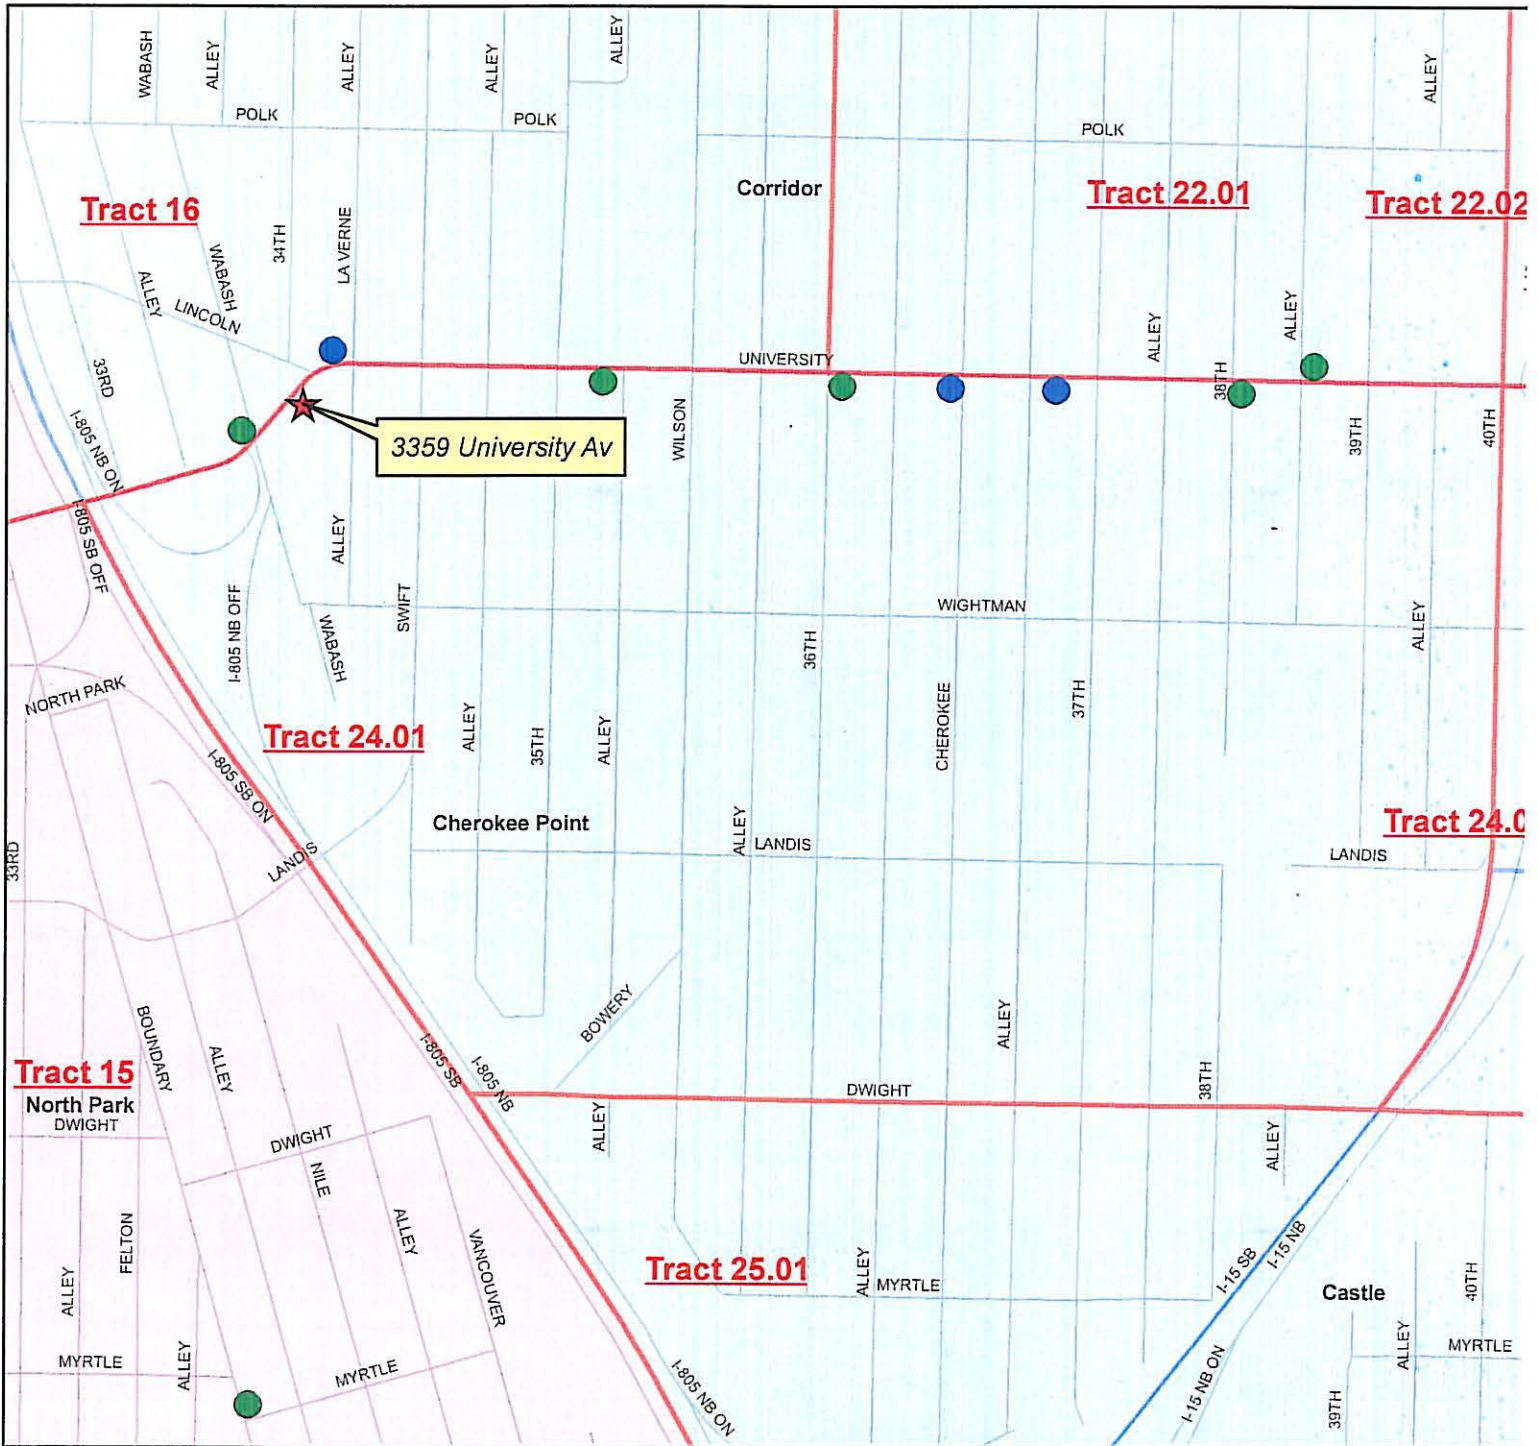 WABASH
ALLEY
ALLEY
ALLEY
ALLEY
ALLEY
POLK
POLK
POLK
Corridor
Tract 16
Tract 22.01
Tract 22.02
34TH
LA VERNE
WABASH
ALLEY
LINCOLN
ALLEY
ALLEY
UNIVERSITY
33RD
38TH
I-805 NB ON
3359 University Av
WILSON
39TH
40TH
I-805 SB OFF
ALLEY
I-805 NB OFF
SWIFT
WIGHTMAN
WABASH
36TH
ALLEY
NORTH PARK
CHEROKEE
37TH
Tract 24.01
ALLEY
35TH
ALLEY
I-805 SB ON
Cherokee Point
ALLEY
LANDIS
Tract 24.0
LANDIS
LANDIS
33RD
BOWERY
ALLEY
BOUNDARY
ALLEY
I-805 SB
I-805 NB
Tract 15
North Park
DWIGHT
DWIGHT
38TH
ALLEY
ALLEY
DWIGHT
NILE
ALLEY
VANCOUVER
FELTON
ALLEY
Tract 25.01
ALLEY
MYRTLE
I-15 SB
I-15 NB
Castle
40TH
MYRTLE
ALLEY
MYRTLE
I-805 NB ON
I-15 NB ON
39TH
ALLEY
MYRTLE